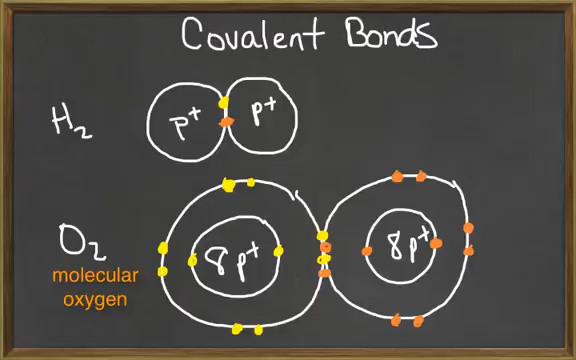 Covalent Bonds
H₂
p⁺ p⁺
O₂
8p⁺ 8p⁺
molecular
oxygen